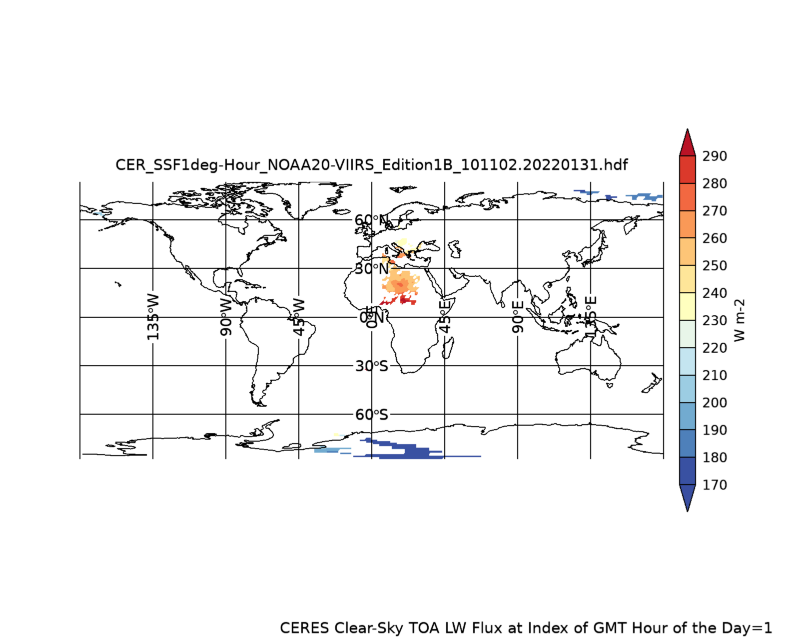 CER_SSF1deg-Hour_NOAA20-VIIRS_Edition1B_101102.20220131.hdf
290
280
270
260
250
240
230
220
210
200
190
180
170
W m-2
60°N
30°N
0°N
30°S
60°S
135°W
90°W
45°W
0°E
45°E
90°E
135°E
CERES Clear-Sky TOA LW Flux at Index of GMT Hour of the Day=1